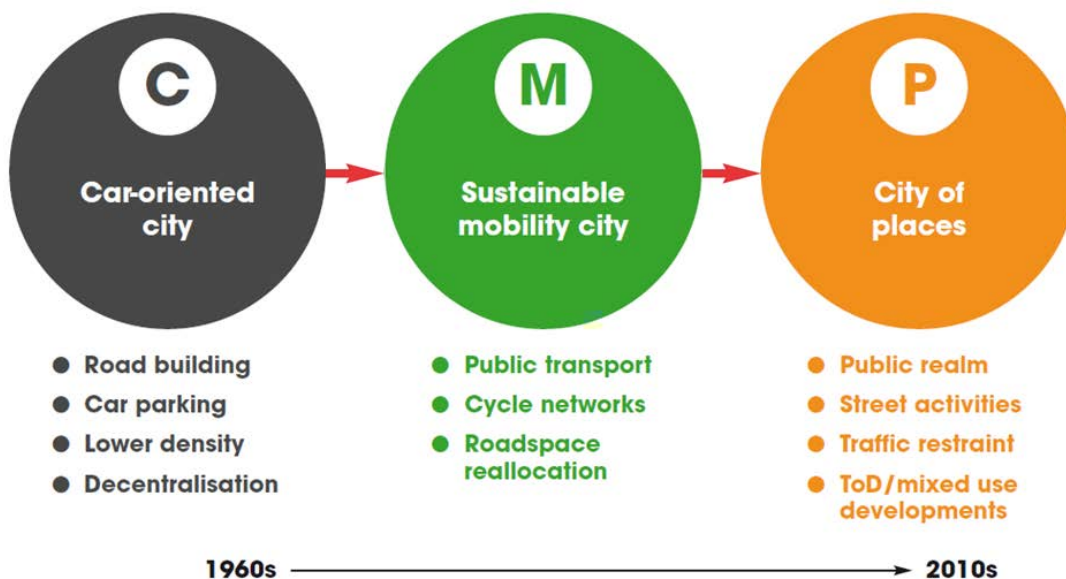 C
Car-oriented
city
M
Sustainable
mobility city
P
City of
places
● Road building
● Car parking
● Lower density
● Decentralisation
● Public transport
● Cycle networks
● Roadspace
reallocation
● Public realm
● Street activities
● Traffic restraint
● ToD/mixed use
developments
1960s
2010s